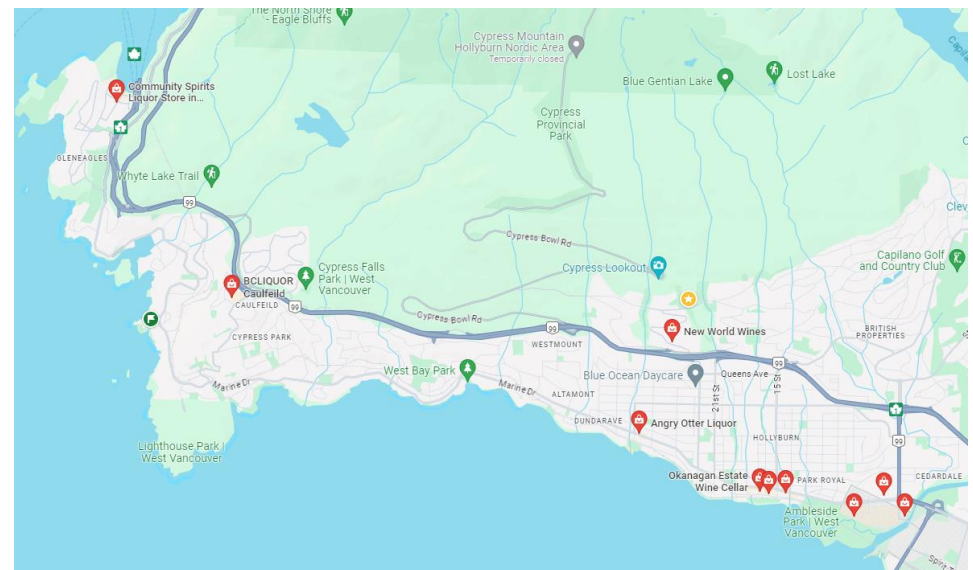 The North Shore
- Eagle Bluffs
Cypress Mountain
Hollyburn Nordic Area
Temporarily closed
Lost Lake
Blue Gentian Lake
Community Spirits
Liquor Store in...
1
Cypress
Provincial
Park
GLENEAGLES
Whyte Lake Trail
99
Clev
Cypress Bowl Rd
Capilano Golf
and Country Club
Cypress Lookout
Cypress Falls
Park | West
Vancouver
BCLIQUOR
Caulfeild
CAULFEILD
99
Cypress Bowl Rd
99
New World Wines
BRITISH
PROPERTIES
CYPRESS PARK
WESTMOUNT
99
West Bay Park
Blue Ocean Daycare
Queens Ave
Marine Dr
Marine Dr
ALTAMONT
21st St
15 St
1
DUNDARAVE
Angry Otter Liquor
HOLLYBURN
99
Lighthouse Park |
West Vancouver
Okanagan Estate
Wine Cellar
PARK ROYAL
CEDARDALE
Ambleside
Park | West
Vancouver